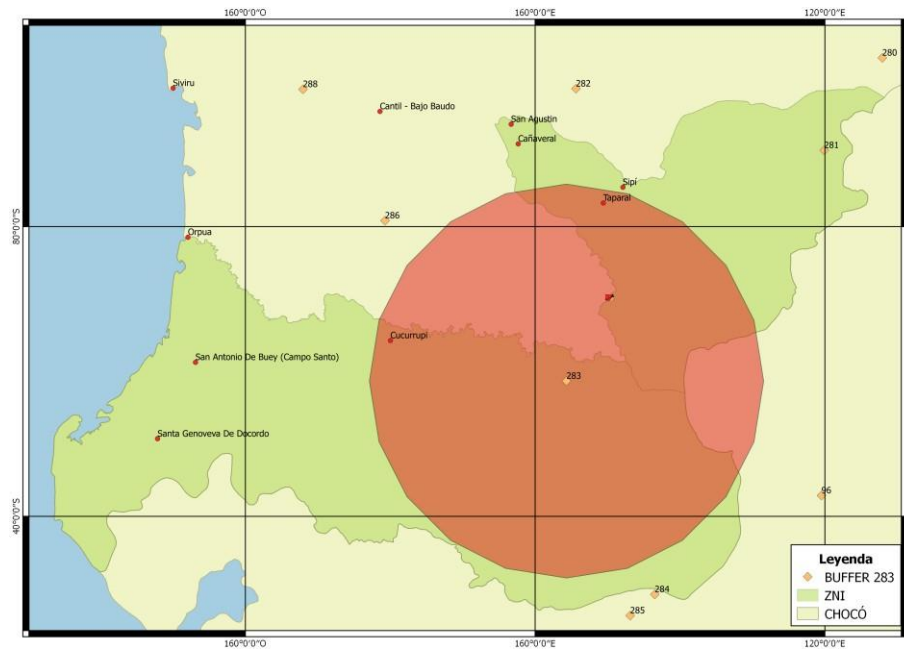 160°0'0"O
160°0'0"E
120°0'0"E
280
Siviru
288
282
Cantil - Bajo Baudo
San Agustin
Cañaveral
281
Sipí
Taparal
286
80°0'0"S
Orpua
Cucurrupí
San Antonio De Buey (Campo Santo)
283
Santa Genoveva De Docordo
96
40°0'0"S
284
285
Leyenda
BUFFER 283
ZNI
CHOCÓ
160°0'0"O
160°0'0"E
120°0'0"E